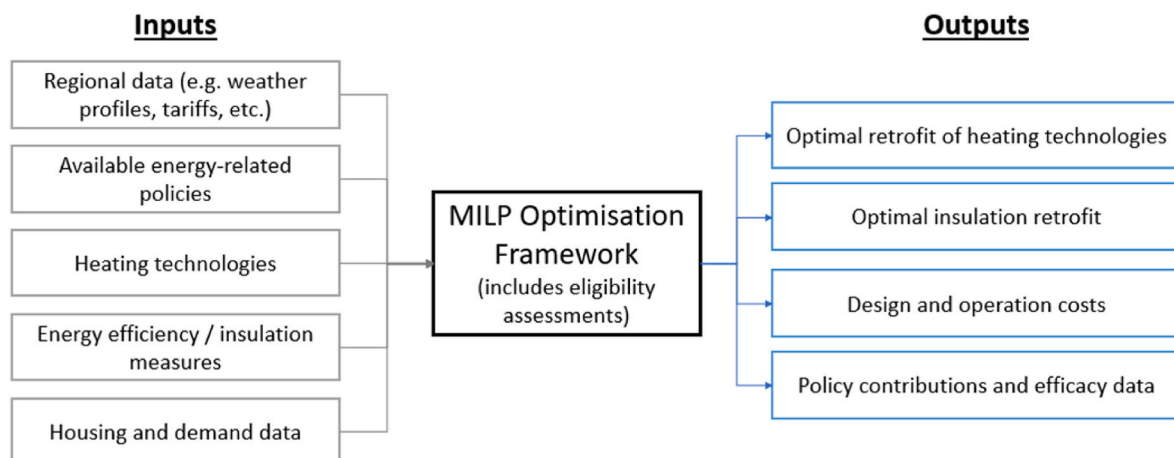 Inputs
Regional data (e.g. weather
profiles, tariffs, etc.)
Available energy-related
policies
Heating technologies
Energy efficiency / insulation
measures
Housing and demand data
MILP Optimisation
Framework
(includes eligibility
assessments)
Outputs
Optimal retrofit of heating technologies
Optimal insulation retrofit
Design and operation costs
Policy contributions and efficacy data